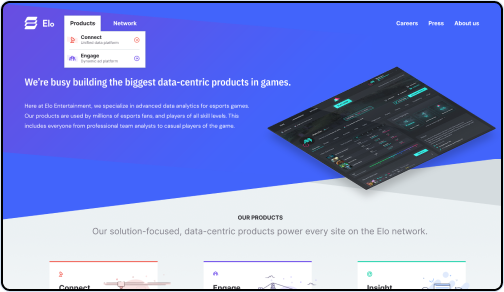 Elo Products Network Careers Press About us
Connect
Unified data platform
Engage
Dynamic ad platform
We're busy building the biggest data-centric products in games.
Here at Elo Entertainment, we specialize in advanced data analytics for esports games.
Our products are used by millions of esports fans, and players of all skill levels. This
includes everyone from professional team analysts to casual players of the game.
OUR PRODUCTS
Our solution-focused, data-centric products power every site on the Elo network.
Connect Engage Insight